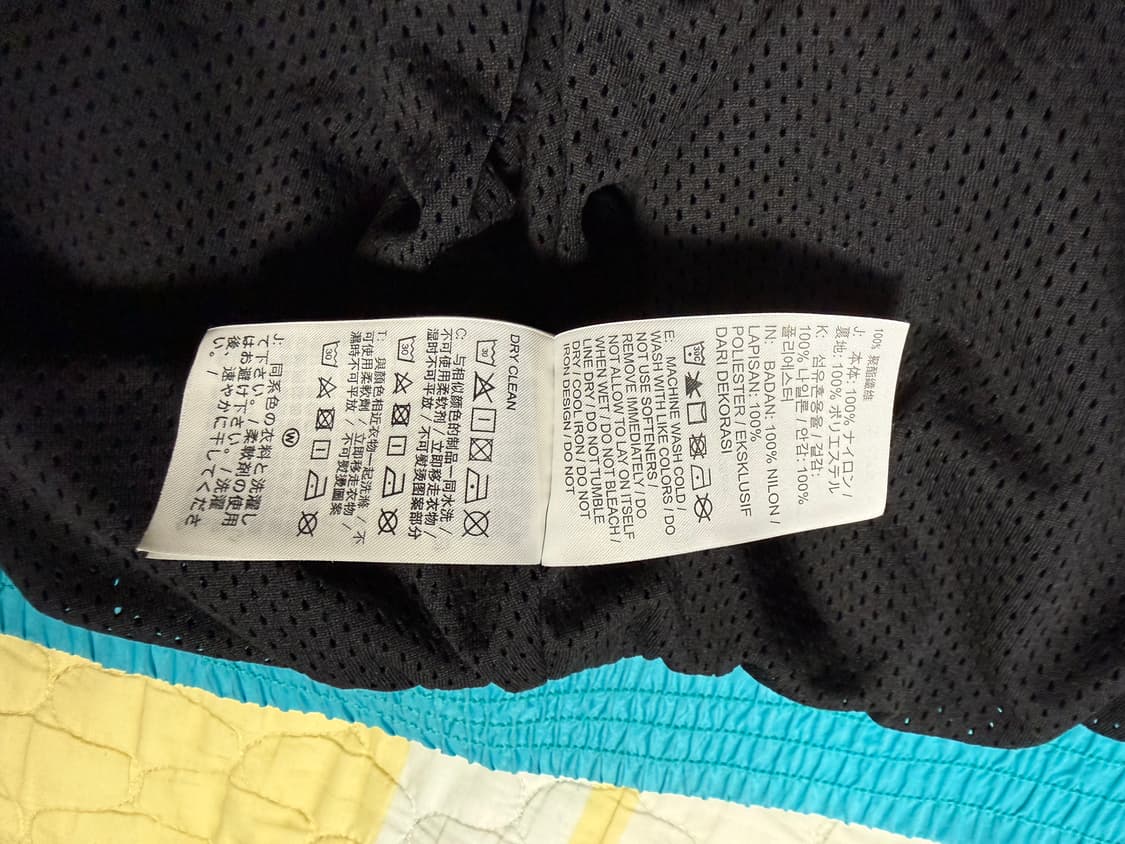 100% 聚酯纖維
J: 本体: 100% ナイロン /
裏地: 100% ポリエステル
K: 섬유혼용율 / 겉감:
100% 나일론 / 안감: 100%
폴리에스터
IN: BADAN: 100% NILON /
LAPISAN: 100%
POLIESTER / EKSKLUSIF
DARI DEKORASI
30C
E: MACHINE WASH COLD /
WASH WITH LIKE COLORS / DO
NOT USE SOFTENERS /
REMOVE IMMEDIATELY / DO
NOT ALLOW TO LAY ON ITSELF
WHEN WET / DO NOT BLEACH /
LINE DRY / DO NOT TUMBLE
DRY / COOL IRON / DO NOT
IRON DESIGN / DO NOT
DRY CLEAN
30
C: 与相似颜色的制品一同水洗 /
不可使用柔软剂 / 立即移走衣物 /
湿时不可平放 / 不可熨烫图案部分
30
T: 與顏色相近衣物一起洗滌 / 不
可使用柔軟劑 / 立即移走衣物 /
濕時不可平放 / 不可熨燙圖案
30
W
J: 同系色の衣料と洗濯し
て下さい。/ 柔軟剤の使用
はお避け下さい。/ 洗濯
後、速やかに干してくださ
い。/